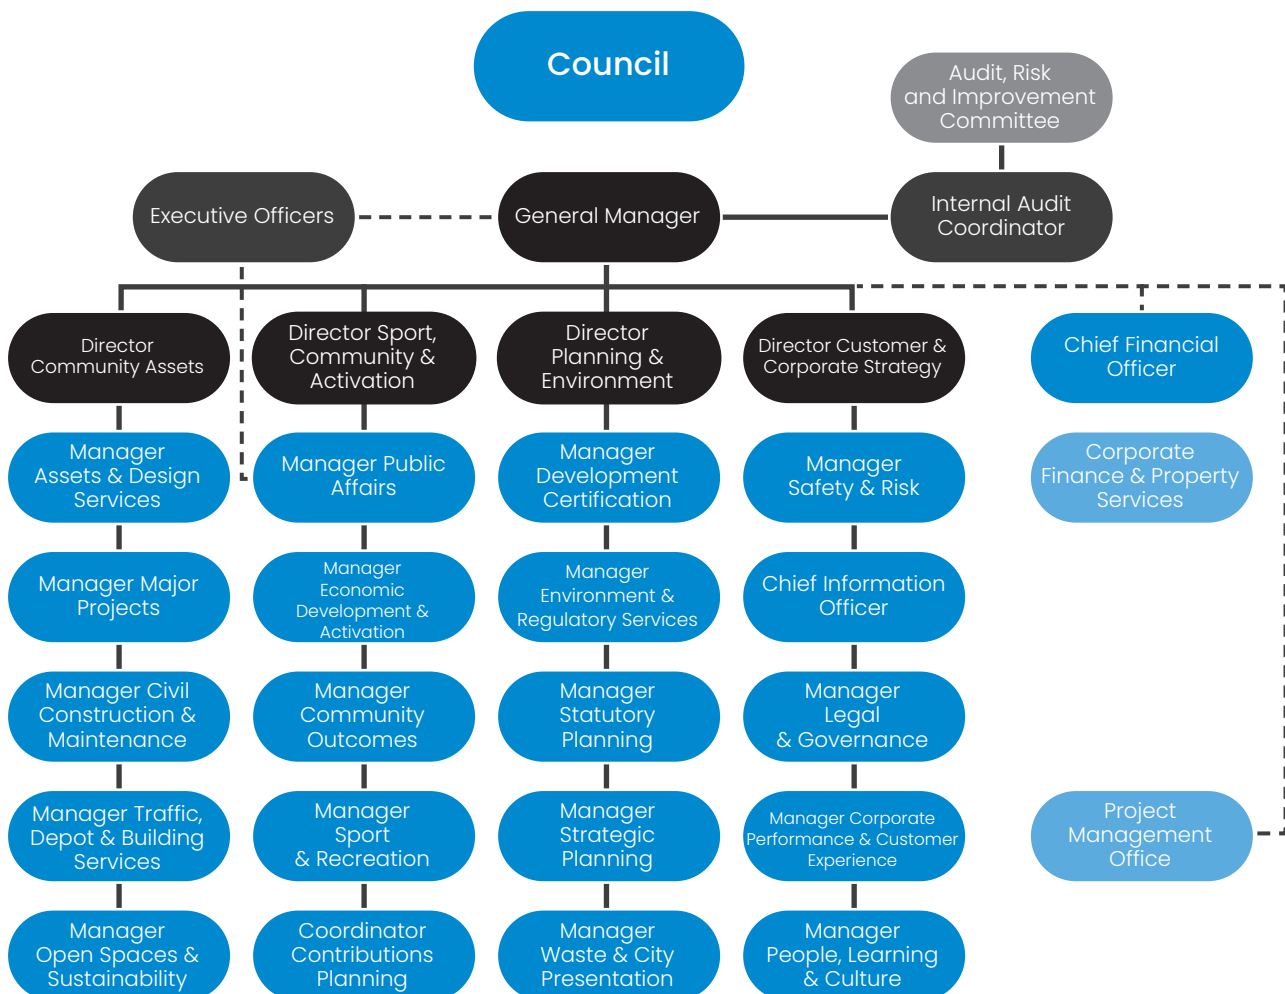 Council
Audit, Risk
and Improvement
Committee
Executive Officers
General Manager
Internal Audit
Coordinator
Director
Community Assets
Director Sport,
Community &
Activation
Director
Planning &
Environment
Director Customer &
Corporate Strategy
Chief Financial
Officer
Manager
Assets & Design
Services
Manager Public
Affairs
Manager
Development
Certification
Manager
Safety & Risk
Corporate
Finance & Property
Services
Manager Major
Projects
Manager
Economic
Development &
Activation
Manager
Environment &
Regulatory Services
Chief Information
Officer
Manager Civil
Construction &
Maintenance
Manager
Community
Outcomes
Manager
Statutory
Planning
Manager
Legal
& Governance
Manager Traffic,
Depot & Building
Services
Manager
Sport
& Recreation
Manager
Strategic
Planning
Manager Corporate
Performance & Customer
Experience
Project
Management
Office
Manager
Open Spaces &
Sustainability
Coordinator
Contributions
Planning
Manager
Waste & City
Presentation
Manager
People, Learning
& Culture